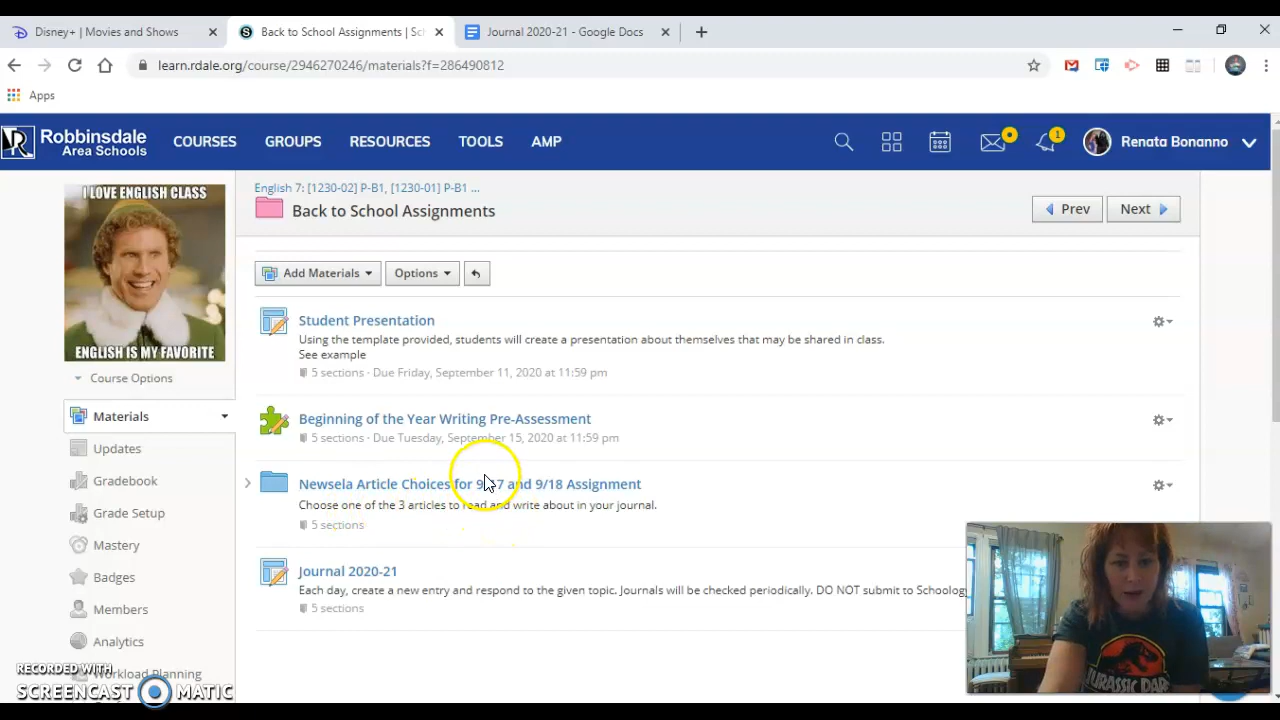 Disney+ | Movies and Shows
Back to School Assignments | Sc
Journal 2020-21 - Google Docs
learn.rdale.org/course/2946270246/materials?f=286490812
Apps
Robbinsdale
Area Schools
COURSES
GROUPS
RESOURCES
TOOLS
AMP
1
Renata Bonanno
I LOVE ENGLISH CLASS
ENGLISH IS MY FAVORITE
English 7: [1230-02] P-B1, [1230-01] P-B1 ...
Back to School Assignments
Prev
Next
Add Materials
Options
Student Presentation
Using the template provided, students will create a presentation about themselves that may be shared in class.
See example
5 sections · Due Friday, September 11, 2020 at 11:59 pm
Beginning of the Year Writing Pre-Assessment
5 sections · Due Tuesday, September 15, 2020 at 11:59 pm
Newsela Article Choices for 9/17 and 9/18 Assignment
Choose one of the 3 articles to read and write about in your journal.
5 sections
Journal 2020-21
Each day, create a new entry and respond to the given topic. Journals will be checked periodically. DO NOT submit to Schoology
5 sections
Course Options
Materials
Updates
Gradebook
Grade Setup
Mastery
Badges
Members
Analytics
Workload Planning
RECORDED WITH
SCREENCAST MATIC
JURASSIC PARK